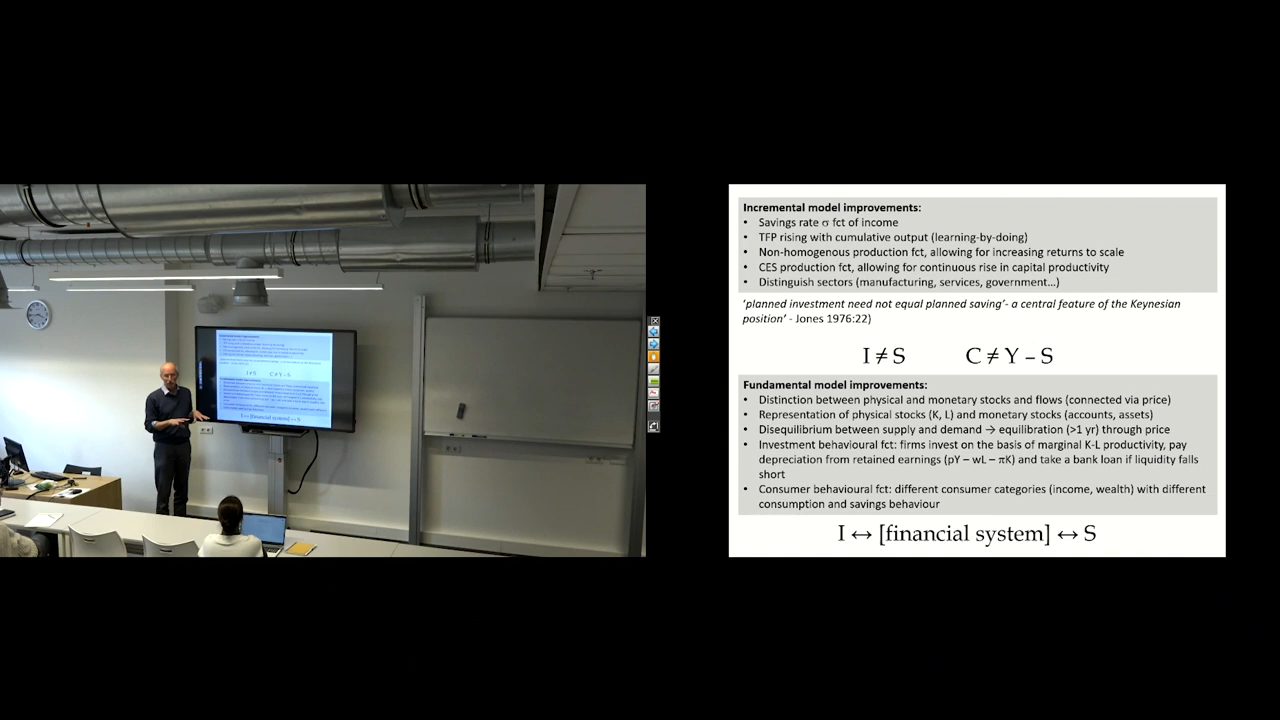 Incremental model improvements:
• Savings rate σ fct of income
• TFP rising with cumulative output (learning-by-doing)
• Non-homogenous production fct, allowing for increasing returns to scale
• CES production fct, allowing for continuous rise in capital productivity
• Distinguish sectors (manufacturing, services, government...)
'planned investment need not equal planned saving'- a central feature of the Keynesian
position' - Jones 1976:22)
I ≠ S C ≠ Y – S
Fundamental model improvements:
• Distinction between physical and monetary stocks and flows (connected via price)
• Representation of physical stocks (K, L) and monetary stocks (accounts, assets)
• Disequilibrium between supply and demand → equilibration (>1 yr) through price
• Investment behavioural fct: firms invest on the basis of marginal K-L productivity, pay
depreciation from retained earnings (pY – wL – πK) and take a bank loan if liquidity falls
short
• Consumer behavioural fct: different consumer categories (income, wealth) with different
consumption and savings behaviour
I ↔ [financial system] ↔ S